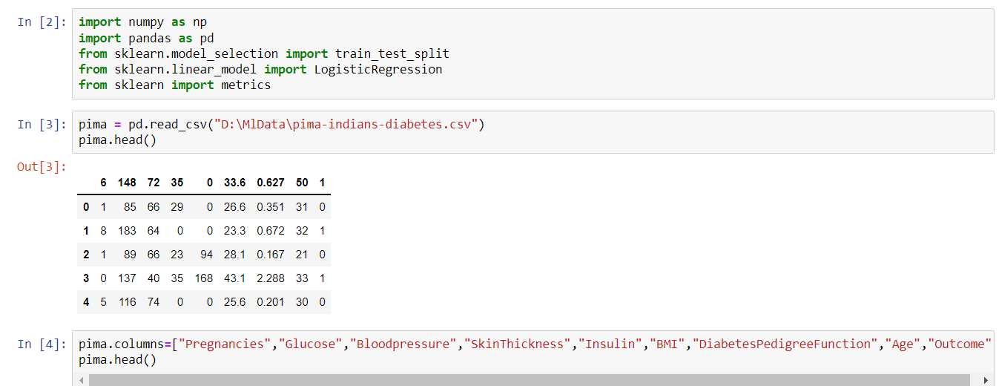 In [2]: import numpy as np
import pandas as pd
from sklearn.model_selection import train_test_split
from sklearn.linear_model import LogisticRegression
from sklearn import metrics
In [3]: pima = pd.read_csv("D:\MlData\pima-indians-diabetes.csv")
pima.head()
Out[3]:
6 148 72 35 0 33.6 0.627 50 1
0 1 85 66 29 0 26.6 0.351 31 0
1 8 183 64 0 0 23.3 0.672 32 1
2 1 89 66 23 94 28.1 0.167 21 0
3 0 137 40 35 168 43.1 2.288 33 1
4 5 116 74 0 0 25.6 0.201 30 0
In [4]: pima.columns=["Pregnancies","Glucose","Bloodpressure","SkinThickness","Insulin","BMI","DiabetesPedigreeFunction","Age","Outcome"
pima.head()